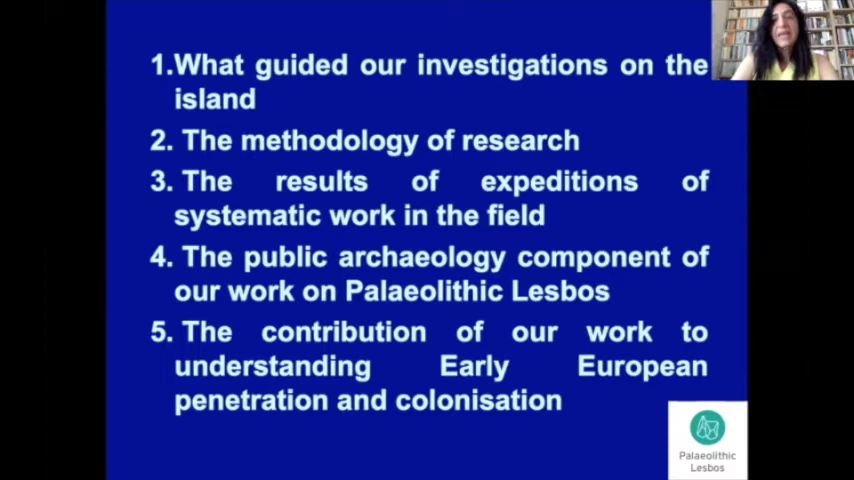 1.What guided our investigations on the
island
2. The methodology of research
3. The results of expeditions of
systematic work in the field
4. The public archaeology component of
our work on Palaeolithic Lesbos
5. The contribution of our work to
understanding Early European
penetration and colonisation
Palaeolithic
Lesbos